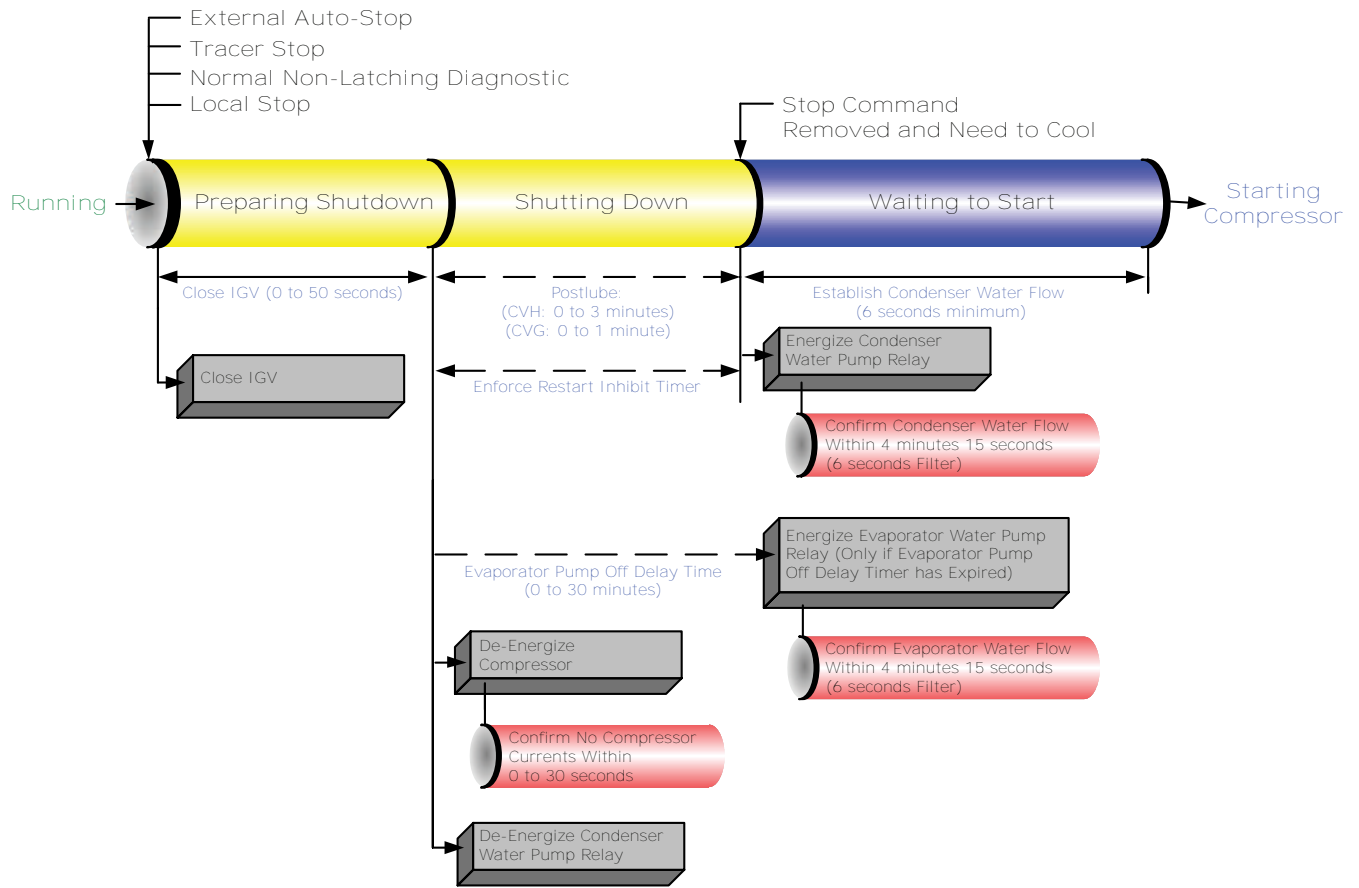 External Auto-Stop
Tracer Stop
Normal Non-Latching Diagnostic
Local Stop
Stop Command
Removed and Need to Cool
Running
Preparing Shutdown
Shutting Down
Waiting to Start
Starting
Compressor
Close IGV (0 to 50 seconds)
Postlube:
(CVH: 0 to 3 minutes)
(CVG: 0 to 1 minute)
Establish Condenser Water Flow
(6 seconds minimum)
Close IGV
Enforce Restart Inhibit Timer
Energize Condenser
Water Pump Relay
Confirm Condenser Water Flow
Within 4 minutes 15 seconds
(6 seconds Filter)
Evaporator Pump Off Delay Time
(0 to 30 minutes)
Energize Evaporator Water Pump
Relay (Only if Evaporator Pump
Off Delay Timer has Expired)
Confirm Evaporator Water Flow
Within 4 minutes 15 seconds
(6 seconds Filter)
De-Energize
Compressor
Confirm No Compressor
Currents Within
0 to 30 seconds
De-Energize Condenser
Water Pump Relay